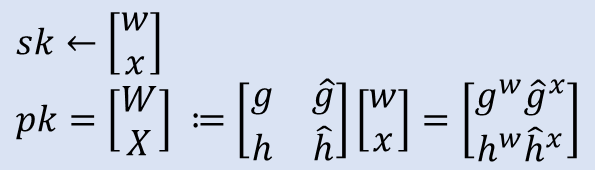 sk ← [w x]
pk = [W X] := [g ĝ h ĥ] [w x] = [g^w ĝ^x h^w ĥ^x]